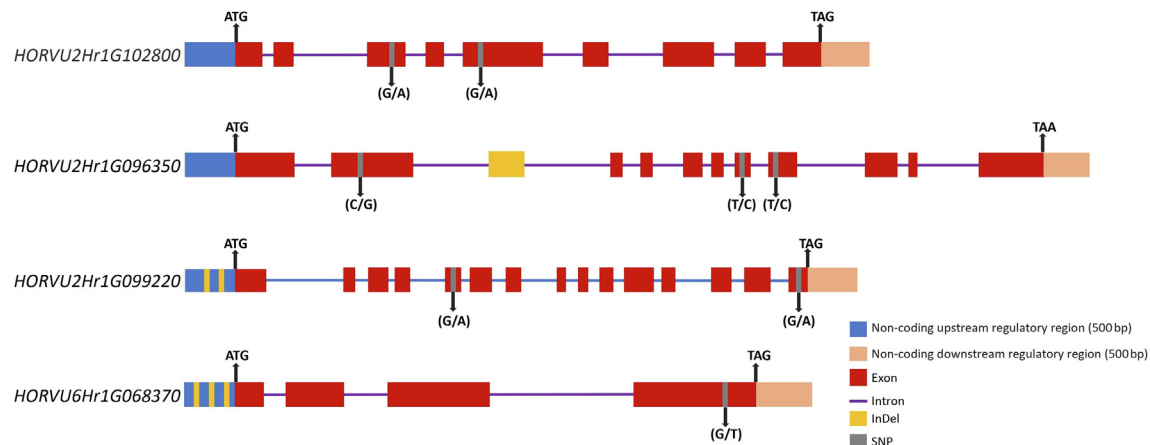 ATG TAG
HORVU2Hr1G102800
(G/A) (G/A)
ATG TAA
HORVU2Hr1G096350
(C/G) (T/C) (T/C)
ATG TAG
HORVU2Hr1G099220
(G/A) (G/A)
Non-coding upstream regulatory region (500 bp)
Non-coding downstream regulatory region (500 bp)
ATG TAG
Exon
HORVU6Hr1G068370
Intron
InDel
(G/T)
SNP